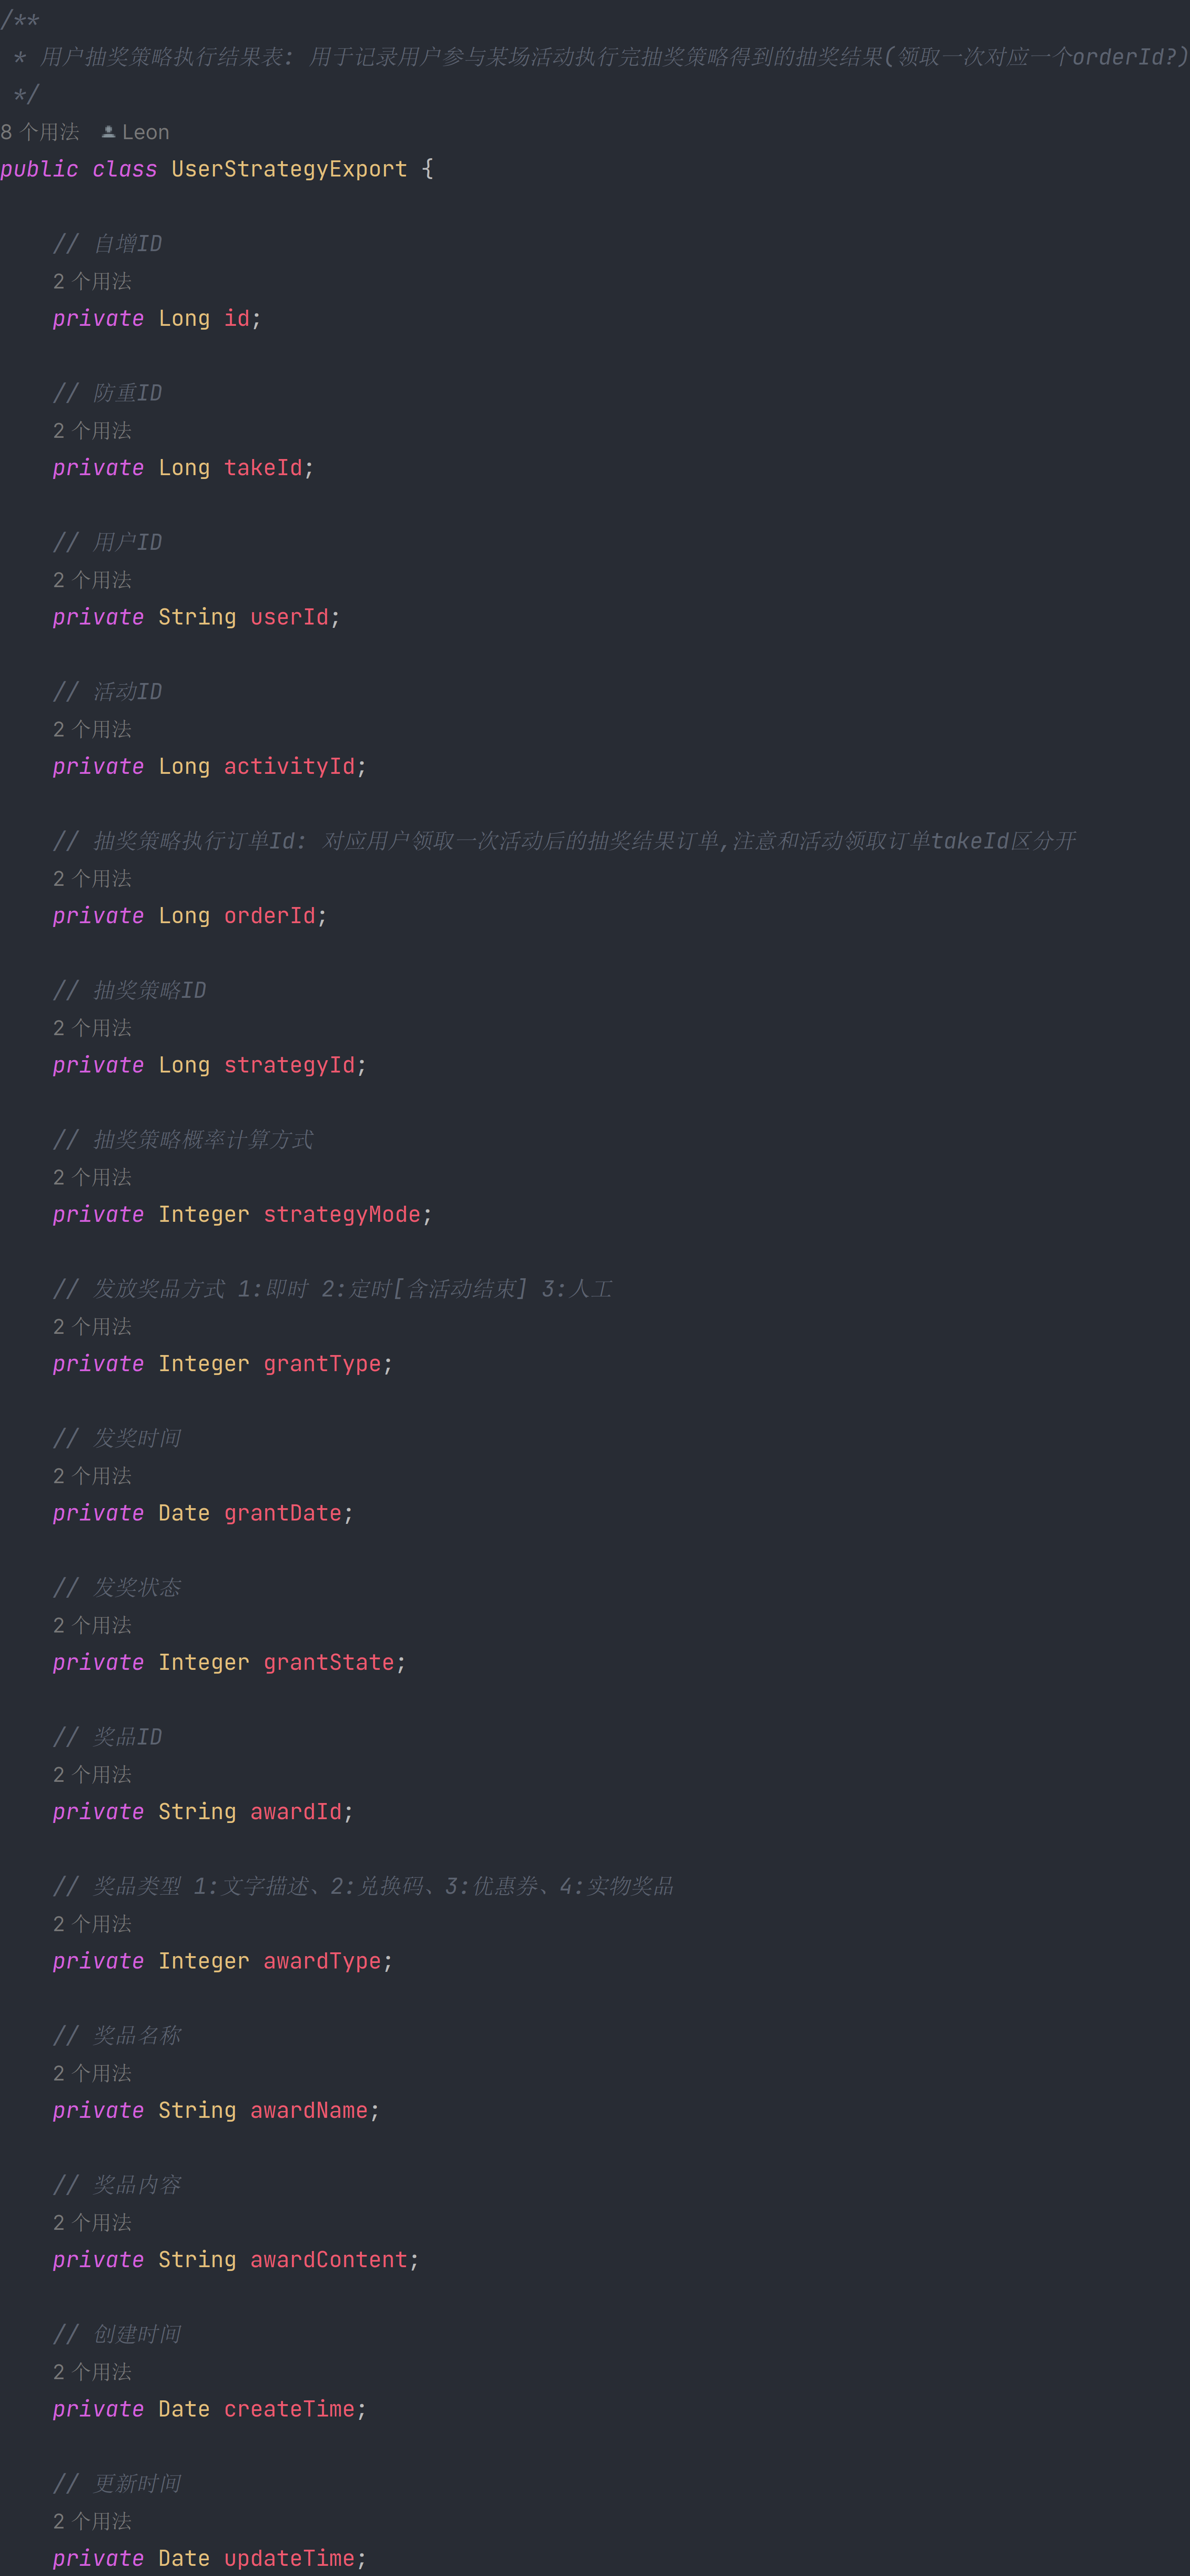 /**
* 用户抽奖策略执行结果表: 用于记录用户参与某场活动执行完抽奖策略得到的抽奖结果(领取一次对应一个orderId?)
*/
8 个用法 Leon
public class UserStrategyExport {
// 自增ID
2 个用法
private Long id;
// 防重ID
2 个用法
private Long takeId;
// 用户ID
2 个用法
private String userId;
// 活动ID
2 个用法
private Long activityId;
// 抽奖策略执行订单Id: 对应用户领取一次活动后的抽奖结果订单,注意和活动领取订单takeId区分开
2 个用法
private Long orderId;
// 抽奖策略ID
2 个用法
private Long strategyId;
// 抽奖策略概率计算方式
2 个用法
private Integer strategyMode;
// 发放奖品方式 1:即时 2:定时[含活动结束] 3:人工
2 个用法
private Integer grantType;
// 发奖时间
2 个用法
private Date grantDate;
// 发奖状态
2 个用法
private Integer grantState;
// 奖品ID
2 个用法
private String awardId;
// 奖品类型 1:文字描述、2:兑换码、3:优惠券、4:实物奖品
2 个用法
private Integer awardType;
// 奖品名称
2 个用法
private String awardName;
// 奖品内容
2 个用法
private String awardContent;
// 创建时间
2 个用法
private Date createTime;
// 更新时间
2 个用法
private Date updateTime;